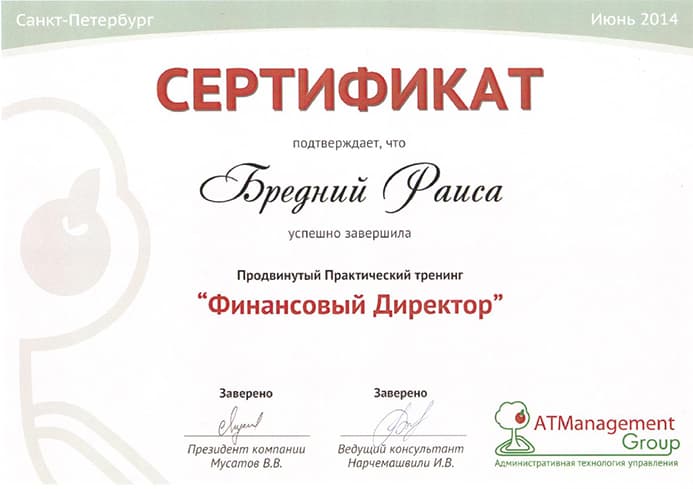 Санкт-Петербург
Июнь 2014
СЕРТИФИКАТ
подтверждает, что
Бредний Раиса
успешно завершила
Продвинутый Практический тренинг
“Финансовый Директор”
Заверено
Заверено
Президент компании
Мусатов В.В.
Ведущий консультант
Нарчемашвили И.В.
ATManagement
Group
Административная технология управления